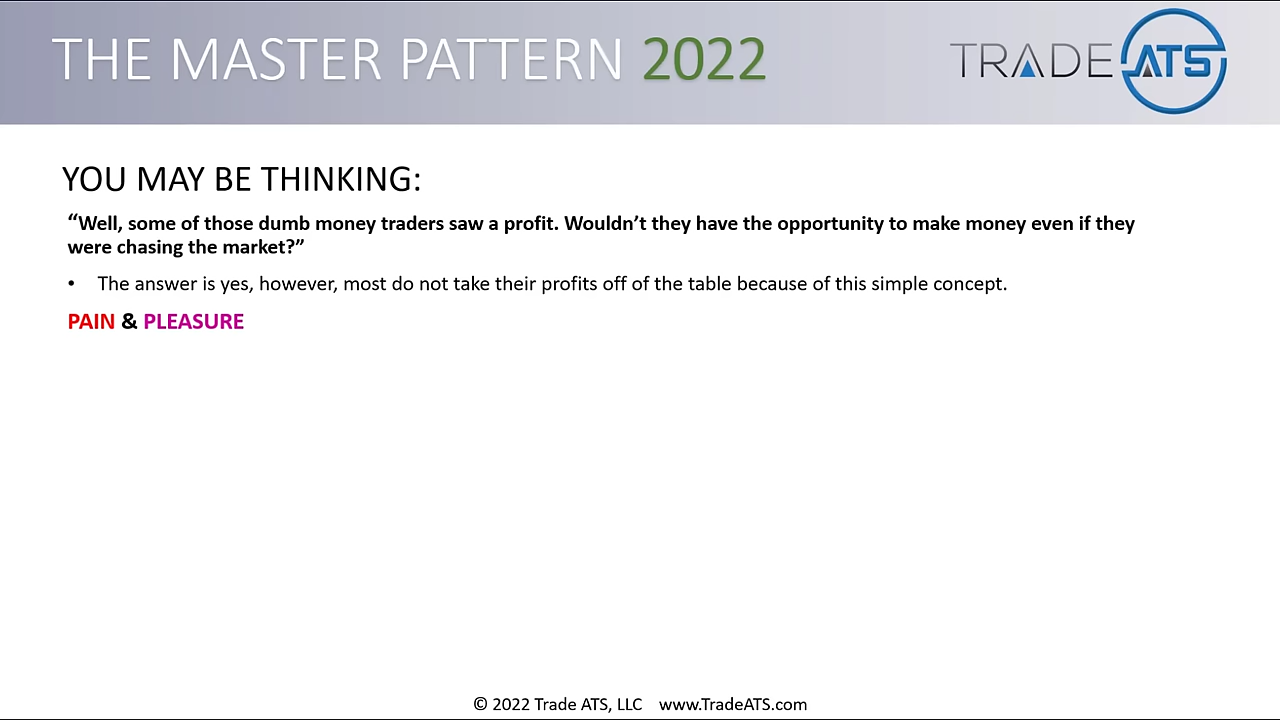 THE MASTER PATTERN 2022
TRADE ATS
YOU MAY BE THINKING:
“Well, some of those dumb money traders saw a profit. Wouldn’t they have the opportunity to make money even if they
were chasing the market?”
• The answer is yes, however, most do not take their profits off of the table because of this simple concept.
PAIN & PLEASURE
© 2022 Trade ATS, LLC www.TradeATS.com